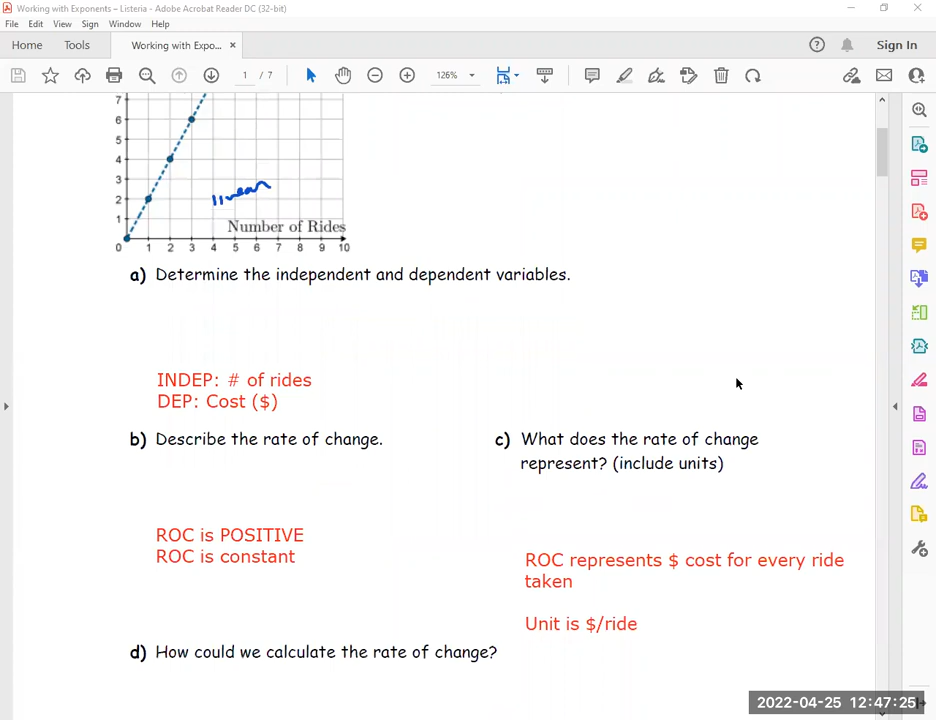 Working with Exponents - Listeria - Adobe Acrobat Reader DC (32-bit)
File Edit View Sign Window Help
Home Tools Working with Expo... × Sign In
1 / 7 126%
7
6
5
4
3
2
1
linear
Number of Rides
0 1 2 3 4 5 6 7 8 9 10
a) Determine the independent and dependent variables.
INDEP: # of rides
DEP: Cost ($)
b) Describe the rate of change.
c) What does the rate of change
represent? (include units)
ROC is POSITIVE
ROC is constant
ROC represents $ cost for every ride
taken
Unit is $/ride
d) How could we calculate the rate of change?
2022-04-25 12:47:25